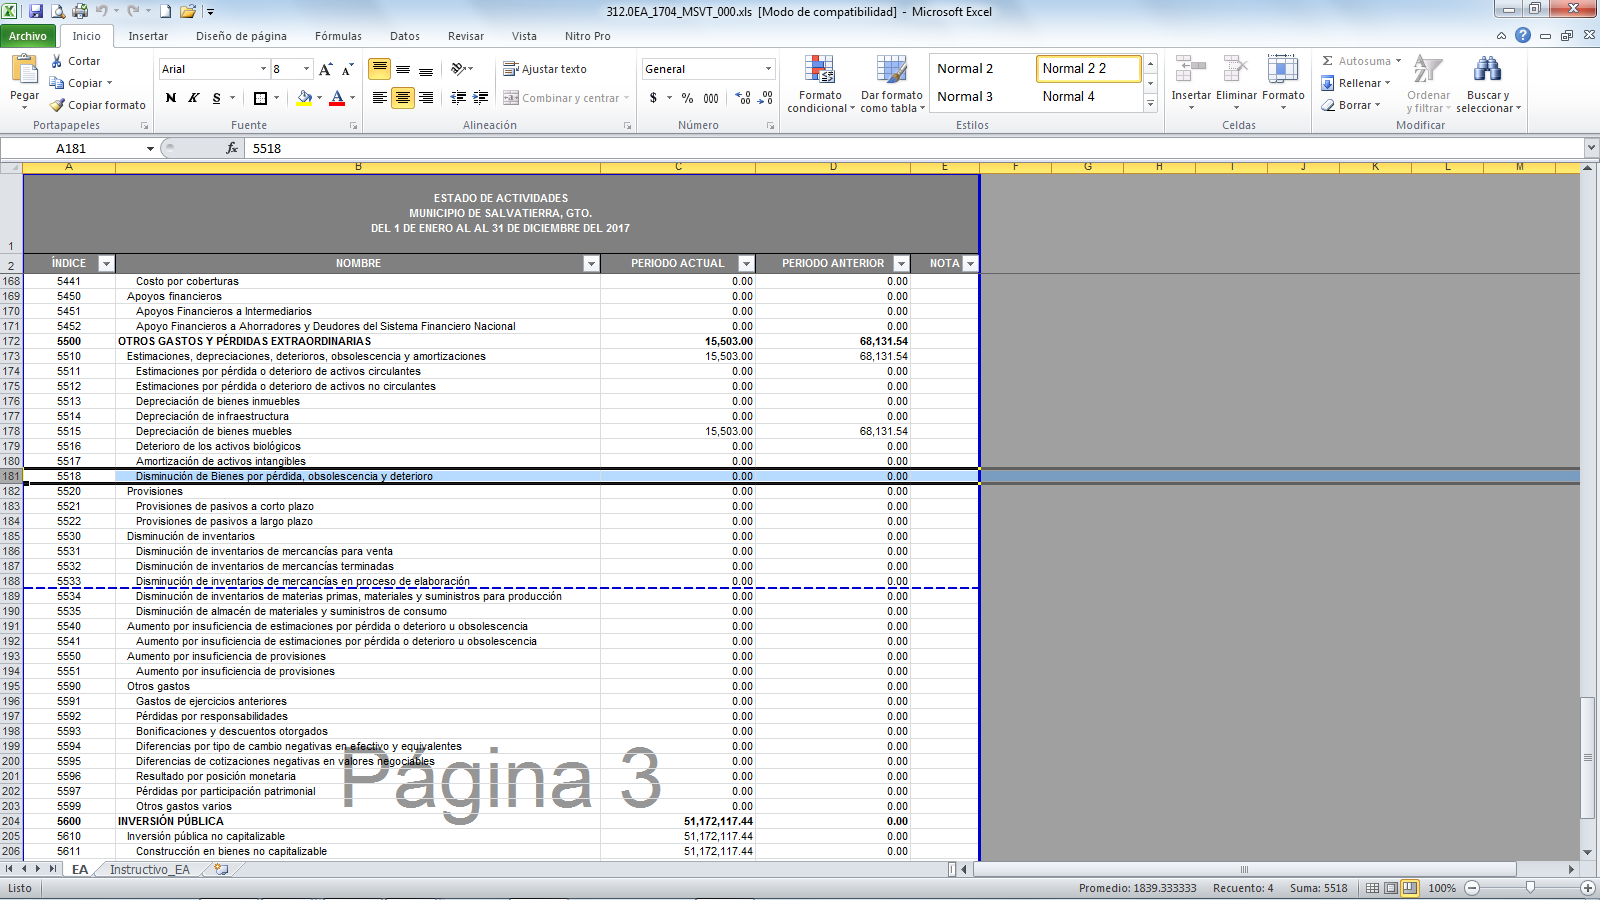 312.0EA_1704_MSVT_000.xls [Modo de compatibilidad] - Microsoft Excel
Archivo Inicio Insertar Diseño de página Fórmulas Datos Revisar Vista Nitro Pro
Pegar Cortar Copiar Copiar formato Portapapeles
Arial 8 N K S Fuente
Ajustar texto Combinar y centrar Alineación
General $ % 000 Número
Formato condicional Dar formato como tabla Normal 2 Normal 2 2 Normal 3 Normal 4 Estilos
Insertar Eliminar Formato Celdas
Σ Autosuma Rellenar Borrar Ordenar y filtrar Buscar y seleccionar Modificar
A181 fx 5518
A B C D E F G H I J K L M
1 ESTADO DE ACTIVIDADES
MUNICIPIO DE SALVATIERRA, GTO.
DEL 1 DE ENERO AL AL 31 DE DICIEMBRE DEL 2017
2 ÍNDICE NOMBRE PERIODO ACTUAL PERIODO ANTERIOR NOTA
168 5441 Costo por coberturas 0.00 0.00
169 5450 Apoyos financieros 0.00 0.00
170 5451 Apoyos Financieros a Intermediarios 0.00 0.00
171 5452 Apoyo Financieros a Ahorradores y Deudores del Sistema Financiero Nacional 0.00 0.00
172 5500 OTROS GASTOS Y PÉRDIDAS EXTRAORDINARIAS 15,503.00 68,131.54
173 5510 Estimaciones, depreciaciones, deterioros, obsolescencia y amortizaciones 15,503.00 68,131.54
174 5511 Estimaciones por pérdida o deterioro de activos circulantes 0.00 0.00
175 5512 Estimaciones por pérdida o deterioro de activos no circulantes 0.00 0.00
176 5513 Depreciación de bienes inmuebles 0.00 0.00
177 5514 Depreciación de infraestructura 0.00 0.00
178 5515 Depreciación de bienes muebles 15,503.00 68,131.54
179 5516 Deterioro de los activos biológicos 0.00 0.00
180 5517 Amortización de activos intangibles 0.00 0.00
181 5518 Disminución de Bienes por pérdida, obsolescencia y deterioro 0.00 0.00
182 5520 Provisiones 0.00 0.00
183 5521 Provisiones de pasivos a corto plazo 0.00 0.00
184 5522 Provisiones de pasivos a largo plazo 0.00 0.00
185 5530 Disminución de inventarios 0.00 0.00
186 5531 Disminución de inventarios de mercancías para venta 0.00 0.00
187 5532 Disminución de inventarios de mercancías terminadas 0.00 0.00
188 5533 Disminución de inventarios de mercancías en proceso de elaboración 0.00 0.00
189 5534 Disminución de inventarios de materias primas, materiales y suministros para producción 0.00 0.00
190 5535 Disminución de almacén de materiales y suministros de consumo 0.00 0.00
191 5540 Aumento por insuficiencia de estimaciones por pérdida o deterioro u obsolescencia 0.00 0.00
192 5541 Aumento por insuficiencia de estimaciones por pérdida o deterioro u obsolescencia 0.00 0.00
193 5550 Aumento por insuficiencia de provisiones 0.00 0.00
194 5551 Aumento por insuficiencia de provisiones 0.00 0.00
195 5590 Otros gastos 0.00 0.00
196 5591 Gastos de ejercicios anteriores 0.00 0.00
197 5592 Pérdidas por responsabilidades 0.00 0.00
198 5593 Bonificaciones y descuentos otorgados 0.00 0.00
199 5594 Diferencias por tipo de cambio negativas en efectivo y equivalentes 0.00 0.00
200 5595 Diferencias de cotizaciones negativas en valores negociables 0.00 0.00
201 5596 Resultado por posición monetaria 0.00 0.00
202 5597 Pérdidas por participación patrimonial 0.00 0.00
203 5599 Otros gastos varios 0.00 0.00
Página 3
204 5600 INVERSIÓN PÚBLICA 51,172,117.44 0.00
205 5610 Inversión pública no capitalizable 51,172,117.44 0.00
206 5611 Construcción en bienes no capitalizable 51,172,117.44 0.00
EA Instructivo_EA
Listo Promedio: 1839.333333 Recuento: 4 Suma: 5518 100%